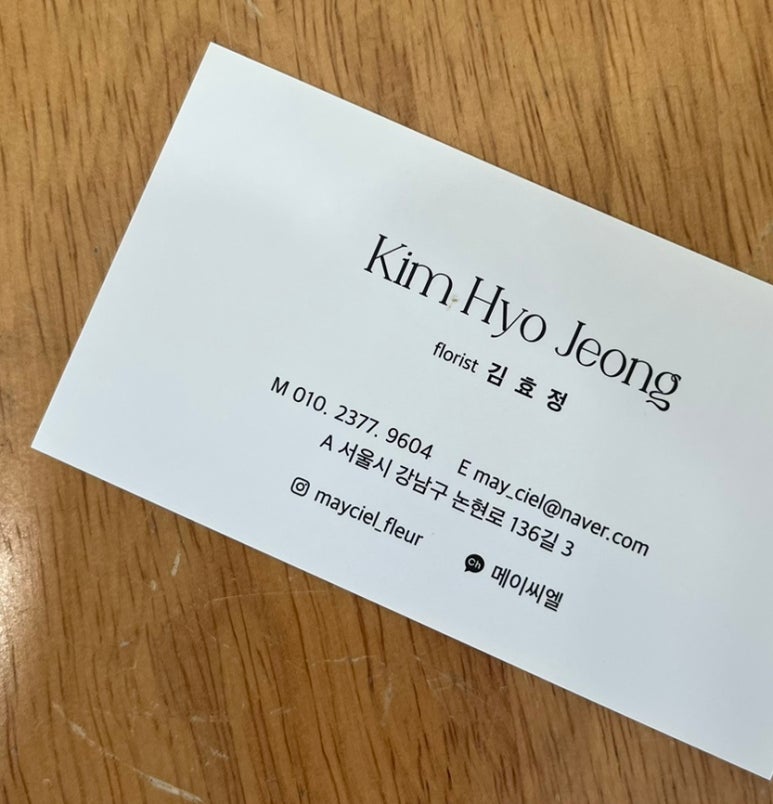 Kim Hyo Jeong
florist 김 효 정
M 010. 2377. 9604 E may_ciel@naver.com
A 서울시 강남구 논현로 136길 3
mayciel_fleur Ch 메이씨엘